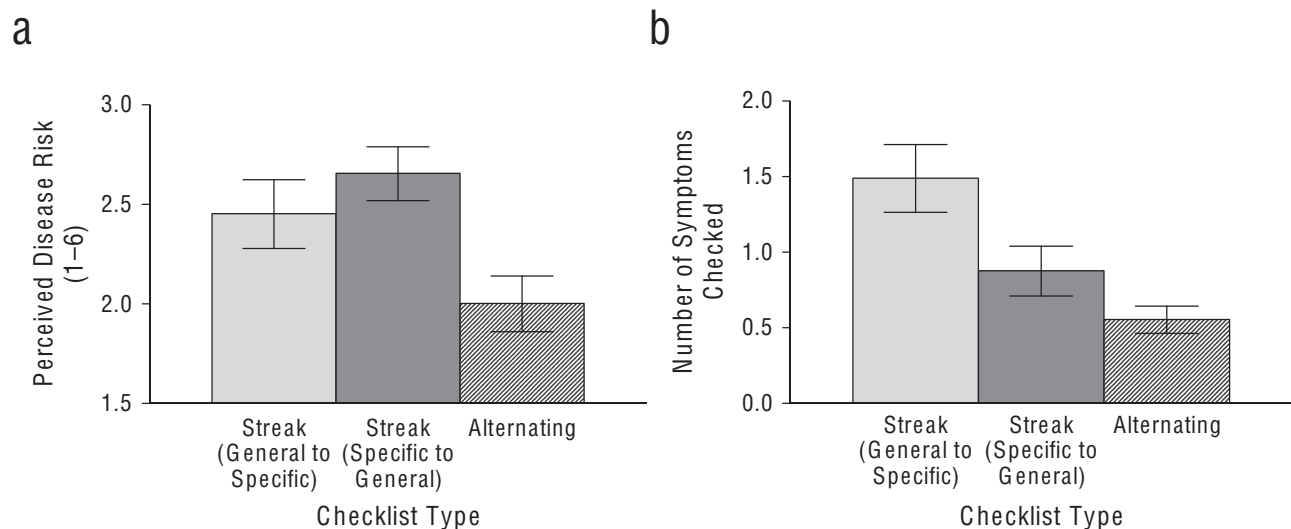 a
Perceived Disease Risk
(1–6)
3.0
2.5
2.0
1.5
Streak
(General to
Specific)
Streak
(Specific to
General)
Alternating
Checklist Type
b
Number of Symptoms
Checked
2.0
1.5
1.0
0.5
0.0
Streak
(General to
Specific)
Streak
(Specific to
General)
Alternating
Checklist Type